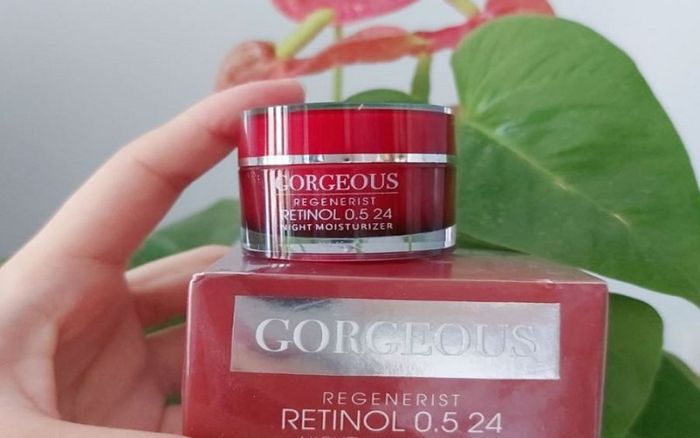 GORGEOUS
REGENERIST
RETINOL 0.5 24
NIGHT MOISTURIZER
GORGEOUS
REGENERIST
RETINOL 0.5 24